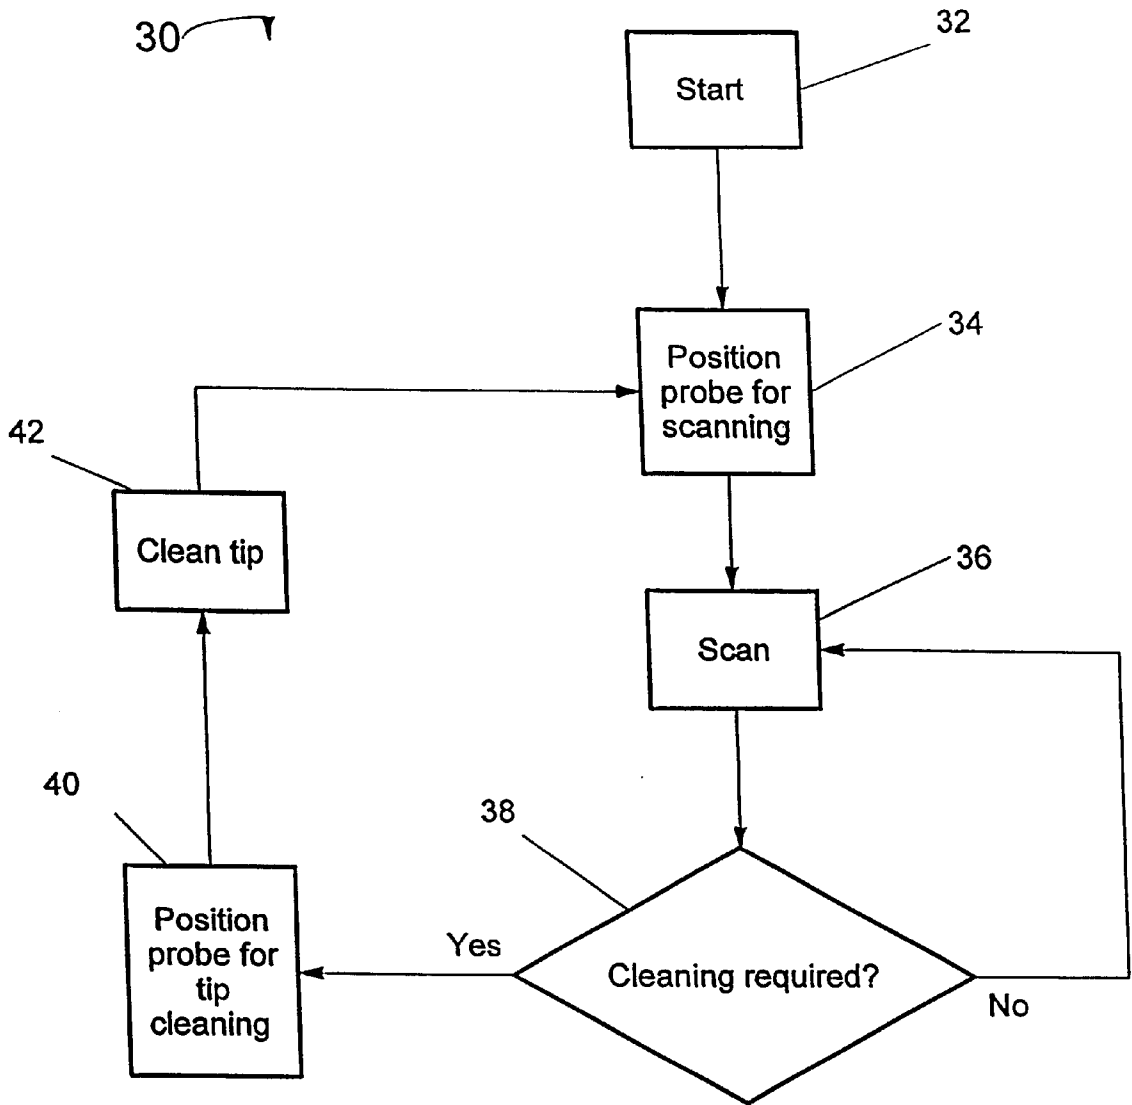 30
32
Start
34
Position
probe for
scanning
42
Clean tip
36
Scan
40
38
Position
probe for
tip
cleaning
Yes
Cleaning required?
No